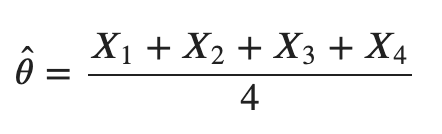 θ̂ = (X₁ + X₂ + X₃ + X₄) / 4